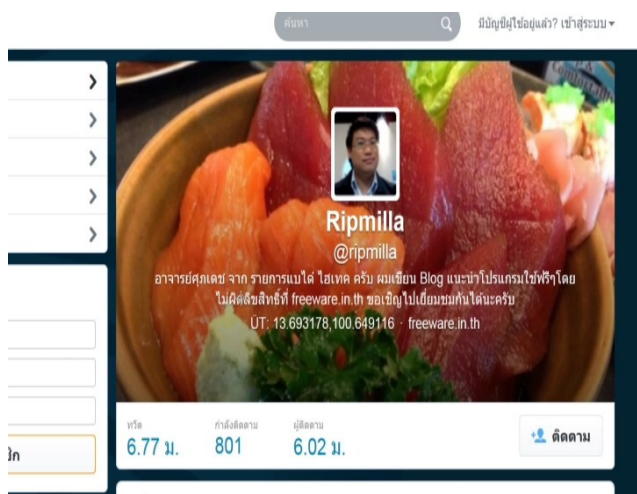 ค้นหา
มีบัญชีผู้ใช้อยู่แล้ว? เข้าสู่ระบบ
Ripmilla
@ripmilla
อาจารย์ศุภเดช จาก รายการแบไต๋ ไฮเทค ครับ ผมเขียน Blog แนะนำโปรแกรมใช้ฟรีๆโดย
ไม่ผิดลิขสิทธิ์ที่ freeware.in.th ขอเชิญไปเยี่ยมชมกันได้นะครับ
ÜT: 13.693178,100.649116 · freeware.in.th
ทวีต
กำลังติดตาม
ผู้ติดตาม
6.77 ม.
801
6.02 ม.
ติดตาม